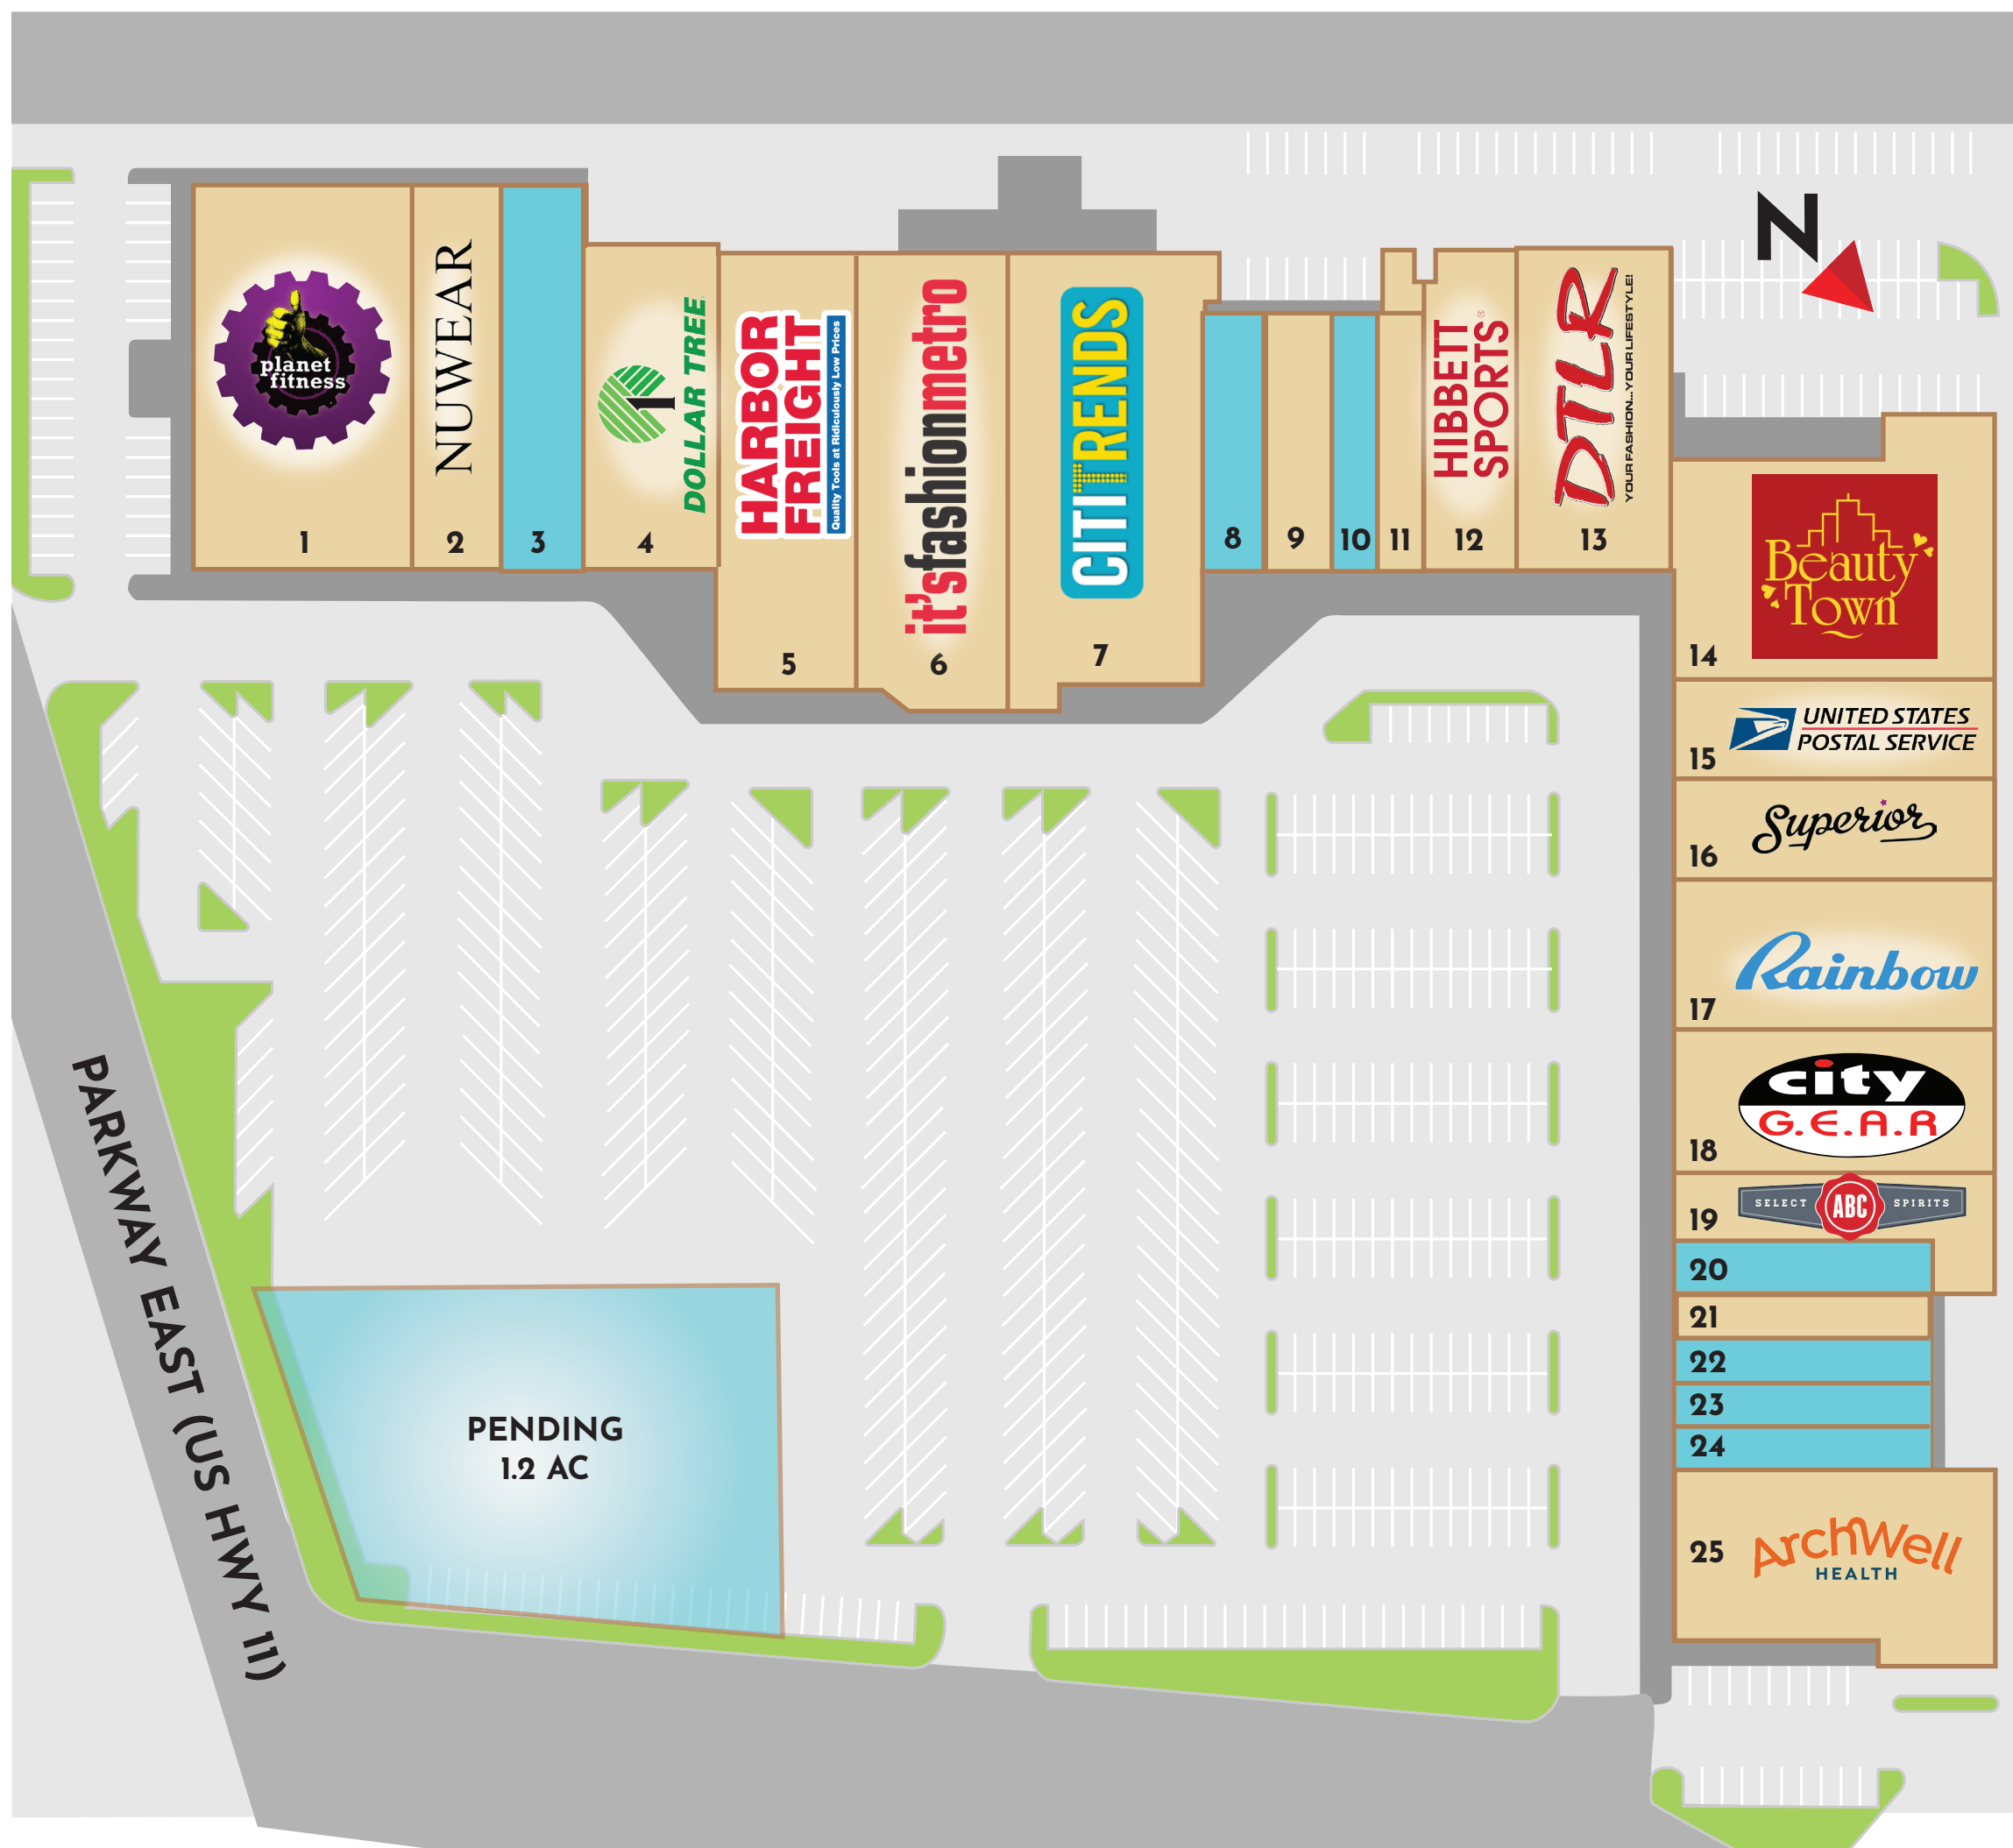 N
planet
fitness
1
NUWEAR
2
3
1
DOLLAR TREE
4
HARBOR
FREIGHT
Quality Tools at Ridiculously Low Prices
5
it'sfashionmetro
6
CITITRENDS
7
8
9
10
11
HIBBETT
SPORTS®
12
DTLR
YOUR FASHION... YOUR LIFESTYLE!
13
Beauty
Town
14
UNITED STATES
POSTAL SERVICE
15
Superior
16
Rainbow
17
city
G.E.A.R
18
SELECT ABC SPIRITS
19
20
21
22
23
24
25
ArchWell
HEALTH
PENDING
1.2 AC
PARKWAY EAST (US HWY 11)